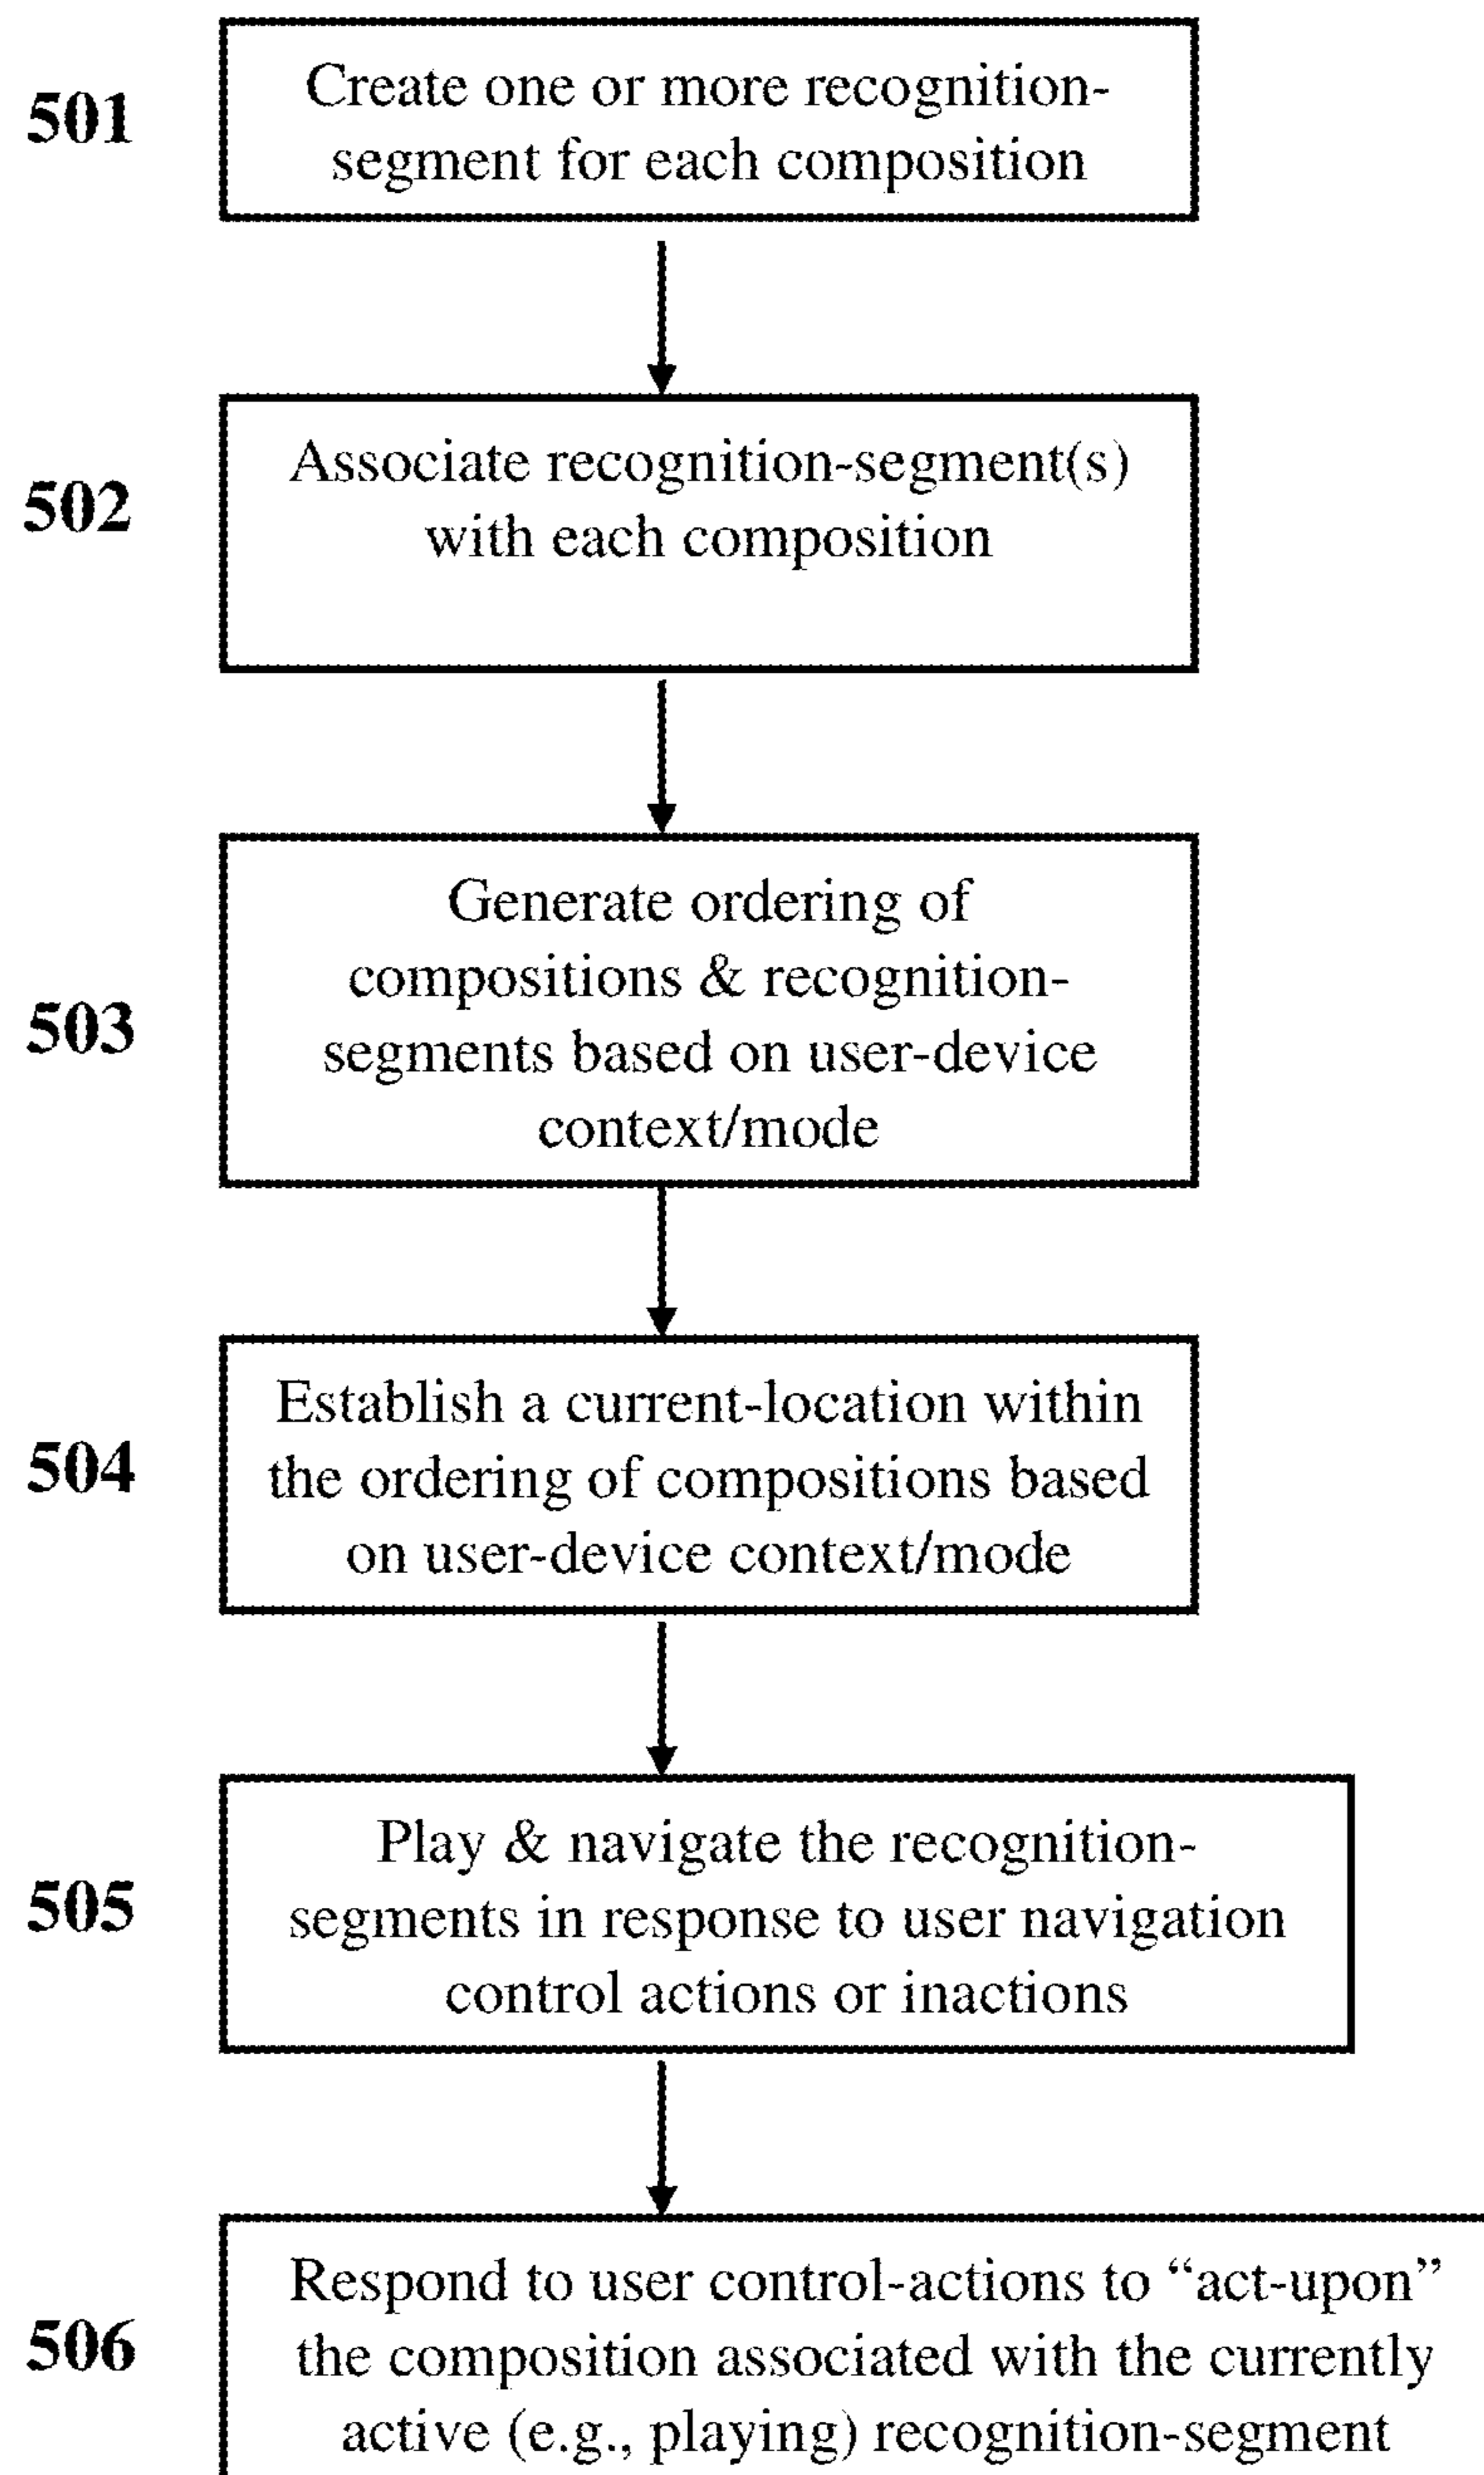 501
Create one or more recognition-
segment for each composition
502
Associate recognition-segment(s)
with each composition
503
Generate ordering of
compositions & recognition-
segments based on user-device
context/mode
504
Establish a current-location within
the ordering of compositions based
on user-device context/mode
505
Play & navigate the recognition-
segments in response to user navigation
control actions or inactions
506
Respond to user control-actions to “act-upon”
the composition associated with the currently
active (e.g., playing) recognition-segment